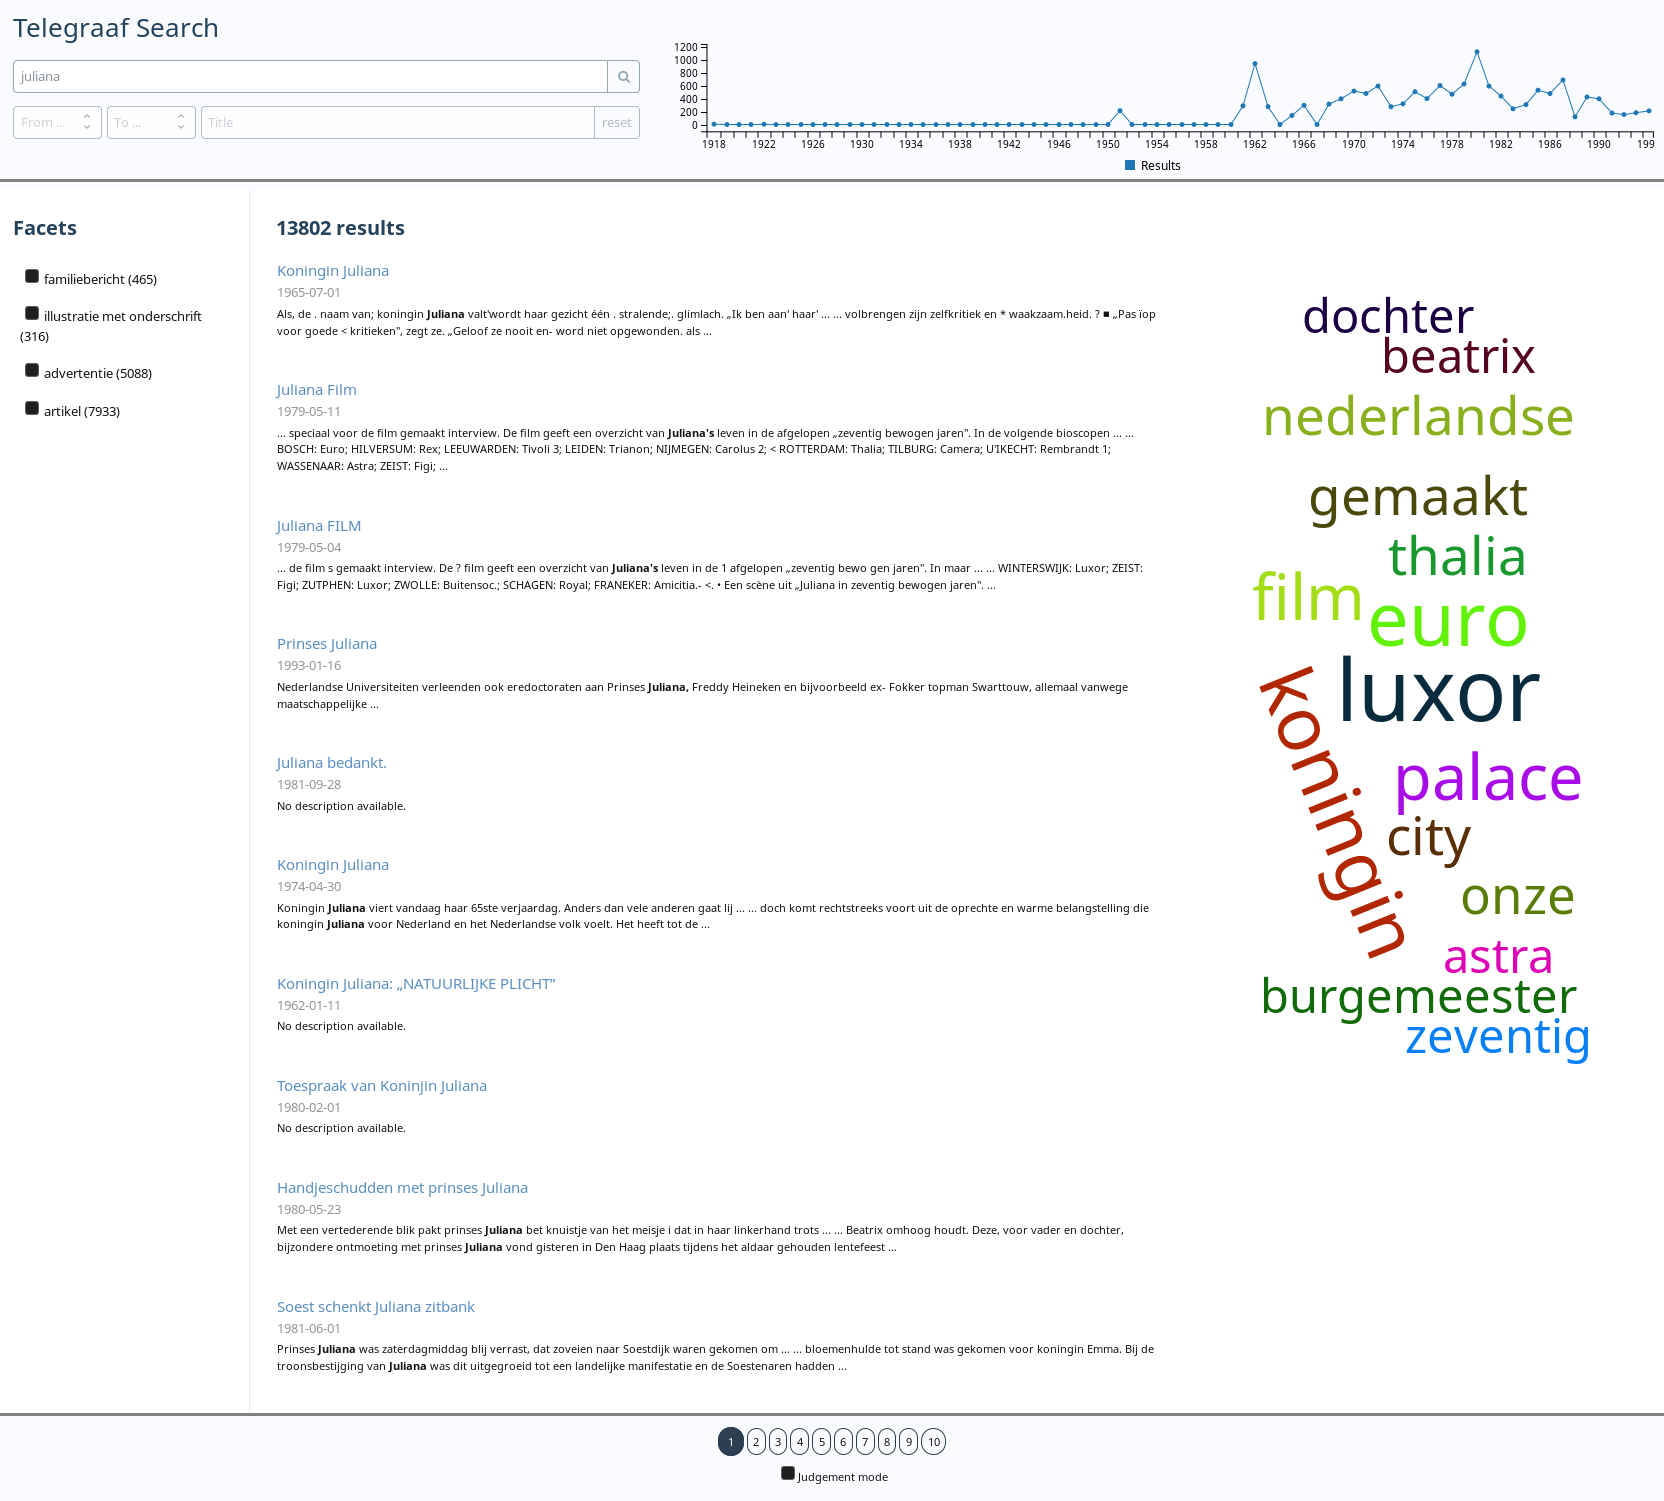 Telegraaf Search
juliana
From ...
To ...
Title
reset
1200
1000
800
600
400
200
0
1918 1922 1926 1930 1934 1938 1942 1946 1950 1954 1958 1962 1966 1970 1974 1978 1982 1986 1990 199
Results
Facets
familiebericht (465)
illustratie met onderschrift
(316)
advertentie (5088)
artikel (7933)
13802 results
Koningin Juliana
1965-07-01
Als, de . naam van; koningin Juliana valt'wordt haar gezicht één . stralende;. glimlach. „Ik ben aan' haar' ... ... volbrengen zijn zelfkritiek en * waakzaam.heid. ? ■ „Pas ïop
voor goede < kritieken", zegt ze. „Geloof ze nooit en- word niet opgewonden. als ...
Juliana Film
1979-05-11
... speciaal voor de film gemaakt interview. De film geeft een overzicht van Juliana's leven in de afgelopen „zeventig bewogen jaren". In de volgende bioscopen ... ...
BOSCH: Euro; HILVERSUM: Rex; LEEUWARDEN: Tivoli 3; LEIDEN: Trianon; NIJMEGEN: Carolus 2; < ROTTERDAM: Thalia; TILBURG: Camera; U'IKECHT: Rembrandt 1;
WASSENAAR: Astra; ZEIST: Figi; ...
Juliana FILM
1979-05-04
... de film s gemaakt interview. De ? film geeft een overzicht van Juliana's leven in de 1 afgelopen „zeventig bewo gen jaren". In maar ... ... WINTERSWIJK: Luxor; ZEIST:
Figi; ZUTPHEN: Luxor; ZWOLLE: Buitensoc.; SCHAGEN: Royal; FRANEKER: Amicitia.- <. • Een scène uit „Juliana in zeventig bewogen jaren". ...
Prinses Juliana
1993-01-16
Nederlandse Universiteiten verleenden ook eredoctoraten aan Prinses Juliana, Freddy Heineken en bijvoorbeeld ex- Fokker topman Swarttouw, allemaal vanwege
maatschappelijke ...
Juliana bedankt.
1981-09-28
No description available.
Koningin Juliana
1974-04-30
Koningin Juliana viert vandaag haar 65ste verjaardag. Anders dan vele anderen gaat lij ... ... doch komt rechtstreeks voort uit de oprechte en warme belangstelling die
koningin Juliana voor Nederland en het Nederlandse volk voelt. Het heeft tot de ...
Koningin Juliana: „NATUURLIJKE PLICHT”
1962-01-11
No description available.
Toespraak van Koninjin Juliana
1980-02-01
No description available.
Handjeschudden met prinses Juliana
1980-05-23
Met een vertederende blik pakt prinses Juliana bet knuistje van het meisje i dat in haar linkerhand trots ... ... Beatrix omhoog houdt. Deze, voor vader en dochter,
bijzondere ontmoeting met prinses Juliana vond gisteren in Den Haag plaats tijdens het aldaar gehouden lentefeest ...
Soest schenkt Juliana zitbank
1981-06-01
Prinses Juliana was zaterdagmiddag blij verrast, dat zoveien naar Soestdijk waren gekomen om ... ... bloemenhulde tot stand was gekomen voor koningin Emma. Bij de
troonsbestijging van Juliana was dit uitgegroeid tot een landelijke manifestatie en de Soestenaren hadden ...
dochter
beatrix
nederlandse
gemaakt
thalia
film
euro
luxor
koningin
palace
city
onze
astra
burgemeester
zeventig
1 2 3 4 5 6 7 8 9 10
Judgement mode